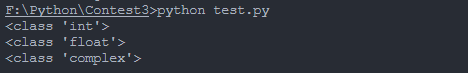 F:\Python\Contest3>python test.py
<class 'int'>
<class 'float'>
<class 'complex'>